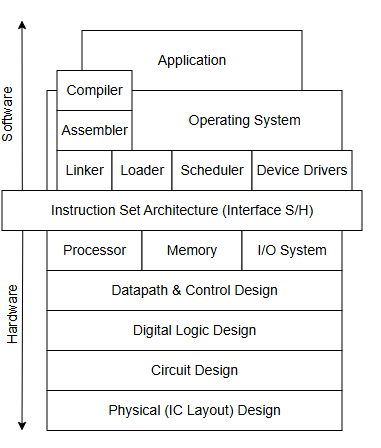 Application
Compiler
Software
Assembler
Operating System
Linker
Loader
Scheduler
Device Drivers
Instruction Set Architecture (Interface S/H)
Processor
Memory
I/O System
Hardware
Datapath & Control Design
Digital Logic Design
Circuit Design
Physical (IC Layout) Design